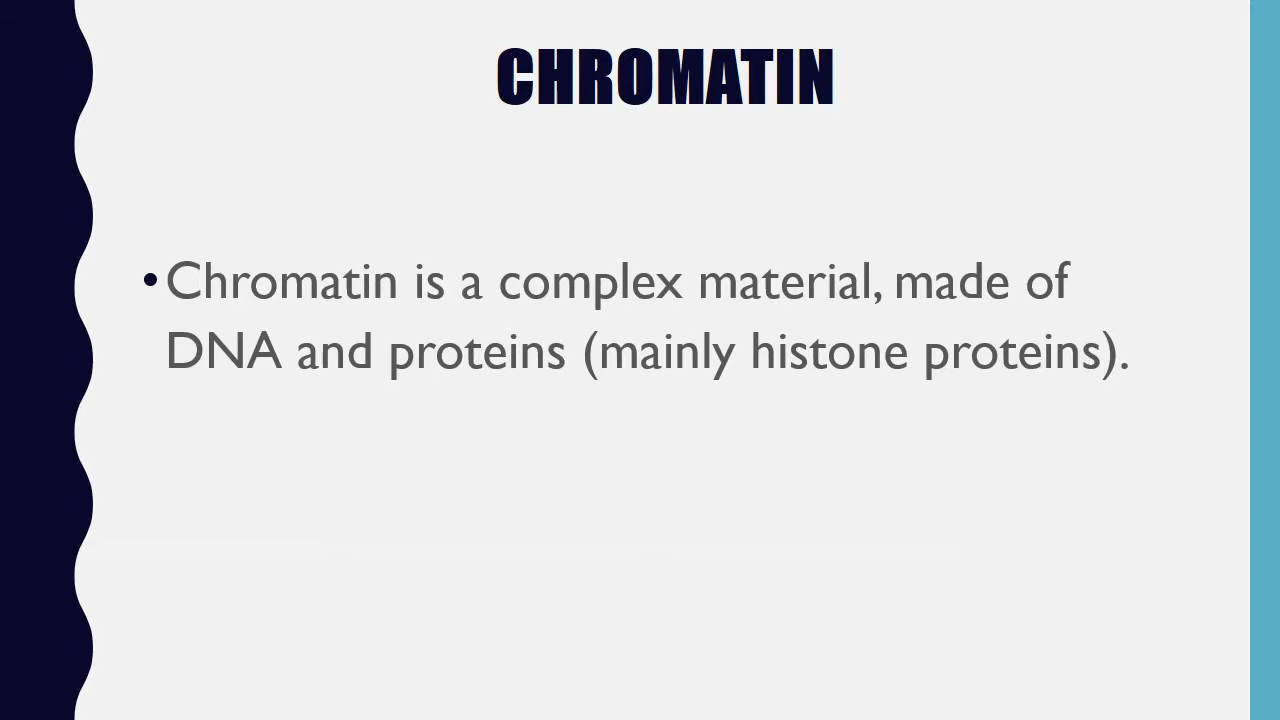 CHROMATIN
•Chromatin is a complex material, made of
DNA and proteins (mainly histone proteins).